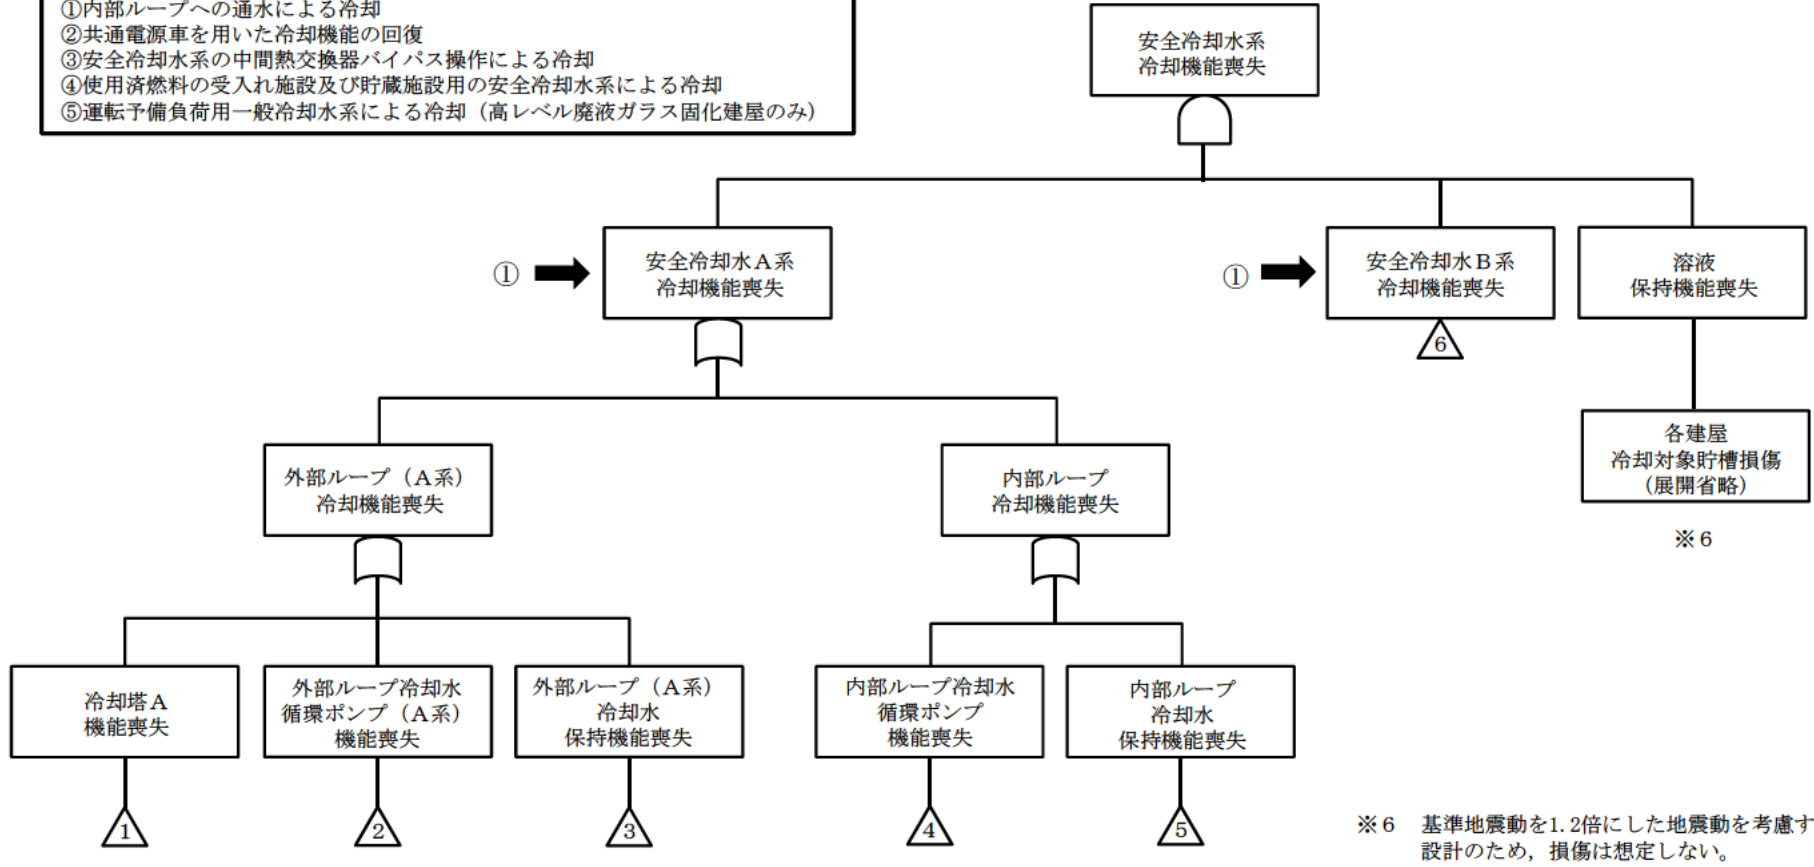 ①内部ループへの通水による冷却
②共通電源車を用いた冷却機能の回復
③安全冷却水系の中間熱交換器バイパス操作による冷却
④使用済燃料の受入れ施設及び貯蔵施設用の安全冷却水系による冷却
⑤運転予備負荷用一般冷却水系による冷却（高レベル廃液ガラス固化建屋のみ）
安全冷却水系
冷却機能喪失
①
安全冷却水Ａ系
冷却機能喪失
①
安全冷却水Ｂ系
冷却機能喪失
6
溶液
保持機能喪失
各建屋
冷却対象貯槽損傷
（展開省略）
※６
外部ループ（Ａ系）
冷却機能喪失
内部ループ
冷却機能喪失
冷却塔Ａ
機能喪失
外部ループ冷却水
循環ポンプ（Ａ系）
機能喪失
外部ループ（Ａ系）
冷却水
保持機能喪失
内部ループ冷却水
循環ポンプ
機能喪失
内部ループ
冷却水
保持機能喪失
1
2
3
4
5
※６ 基準地震動を1.2倍にした地震動を考慮す
設計のため，損傷は想定しない。